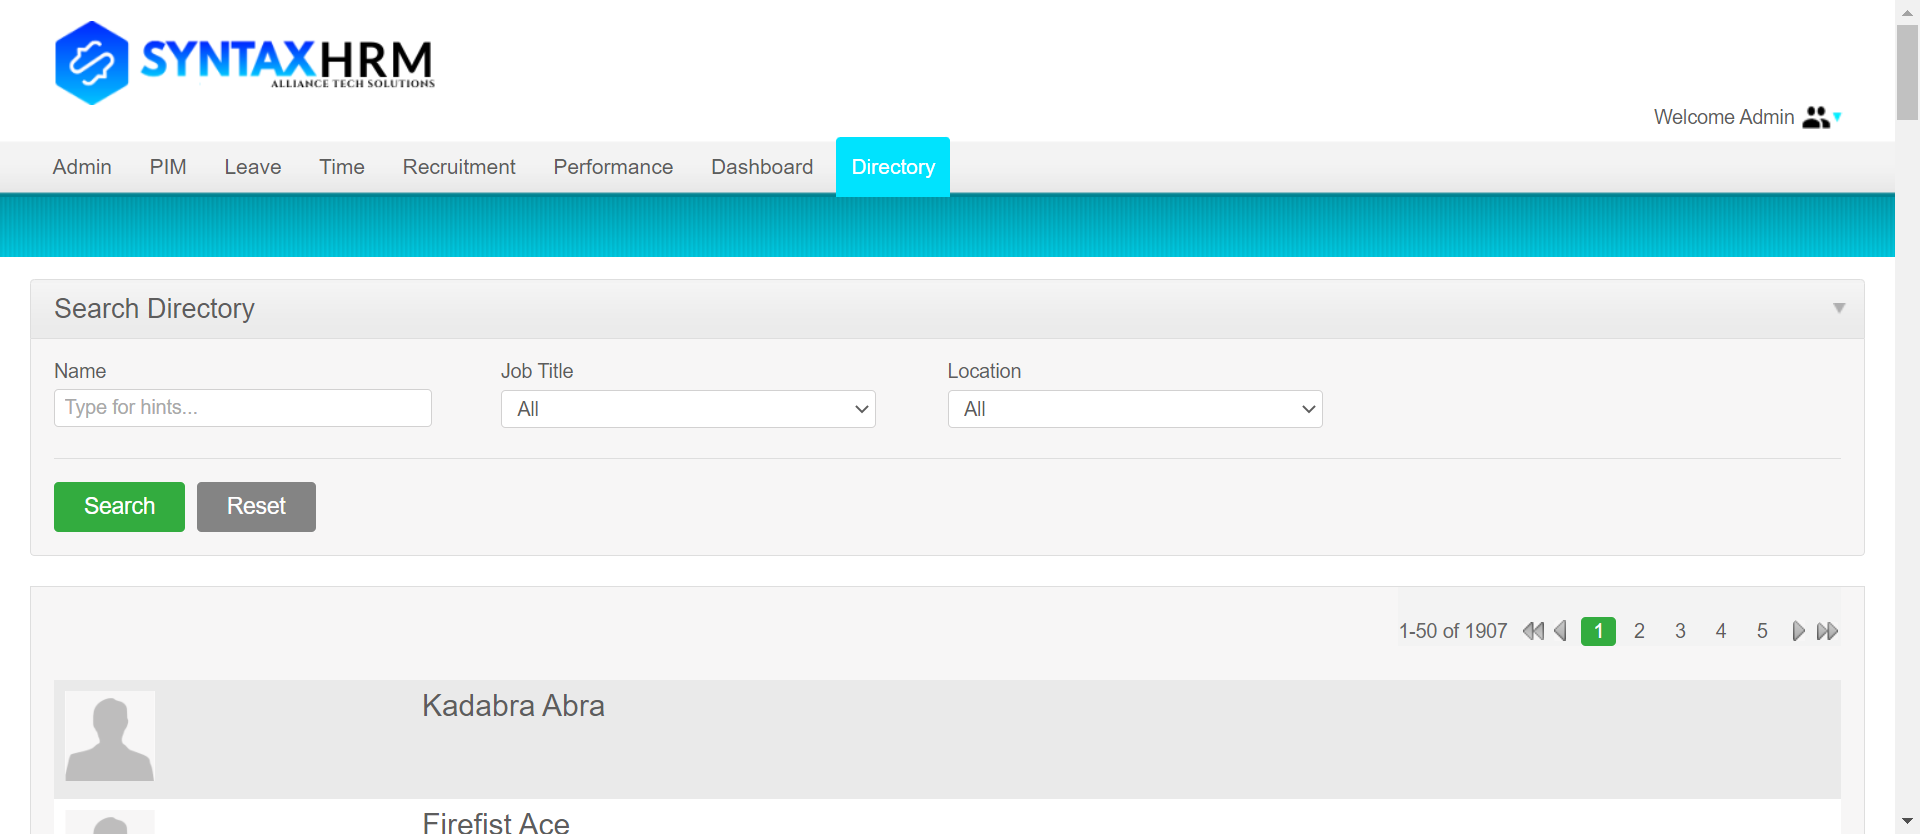 SYNTAXHRM
ALLIANCE TECH SOLUTIONS
Welcome Admin
Admin PIM Leave Time Recruitment Performance Dashboard Directory
Search Directory
Name Job Title Location
Type for hints... All All
Search Reset
1-50 of 1907 1 2 3 4 5
Kadabra Abra
Firefist Ace